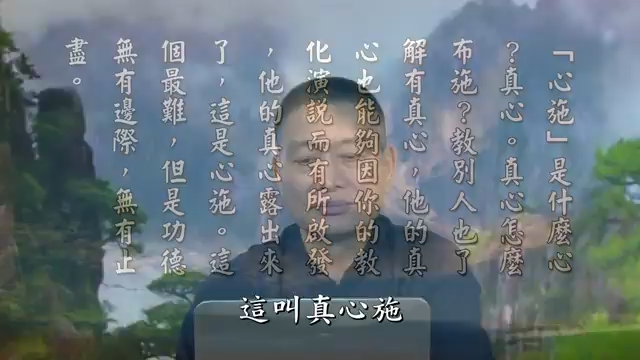 「心施」是什麼心
？真心。真心怎麼
布施？教別人也了
解有真心，他的真
心也能夠因你的教
化演說而有所啟發
，他的真心露出來
了，這是心施。這
個最難，但是功德
無有邊際，無有止
盡。
這叫真心施